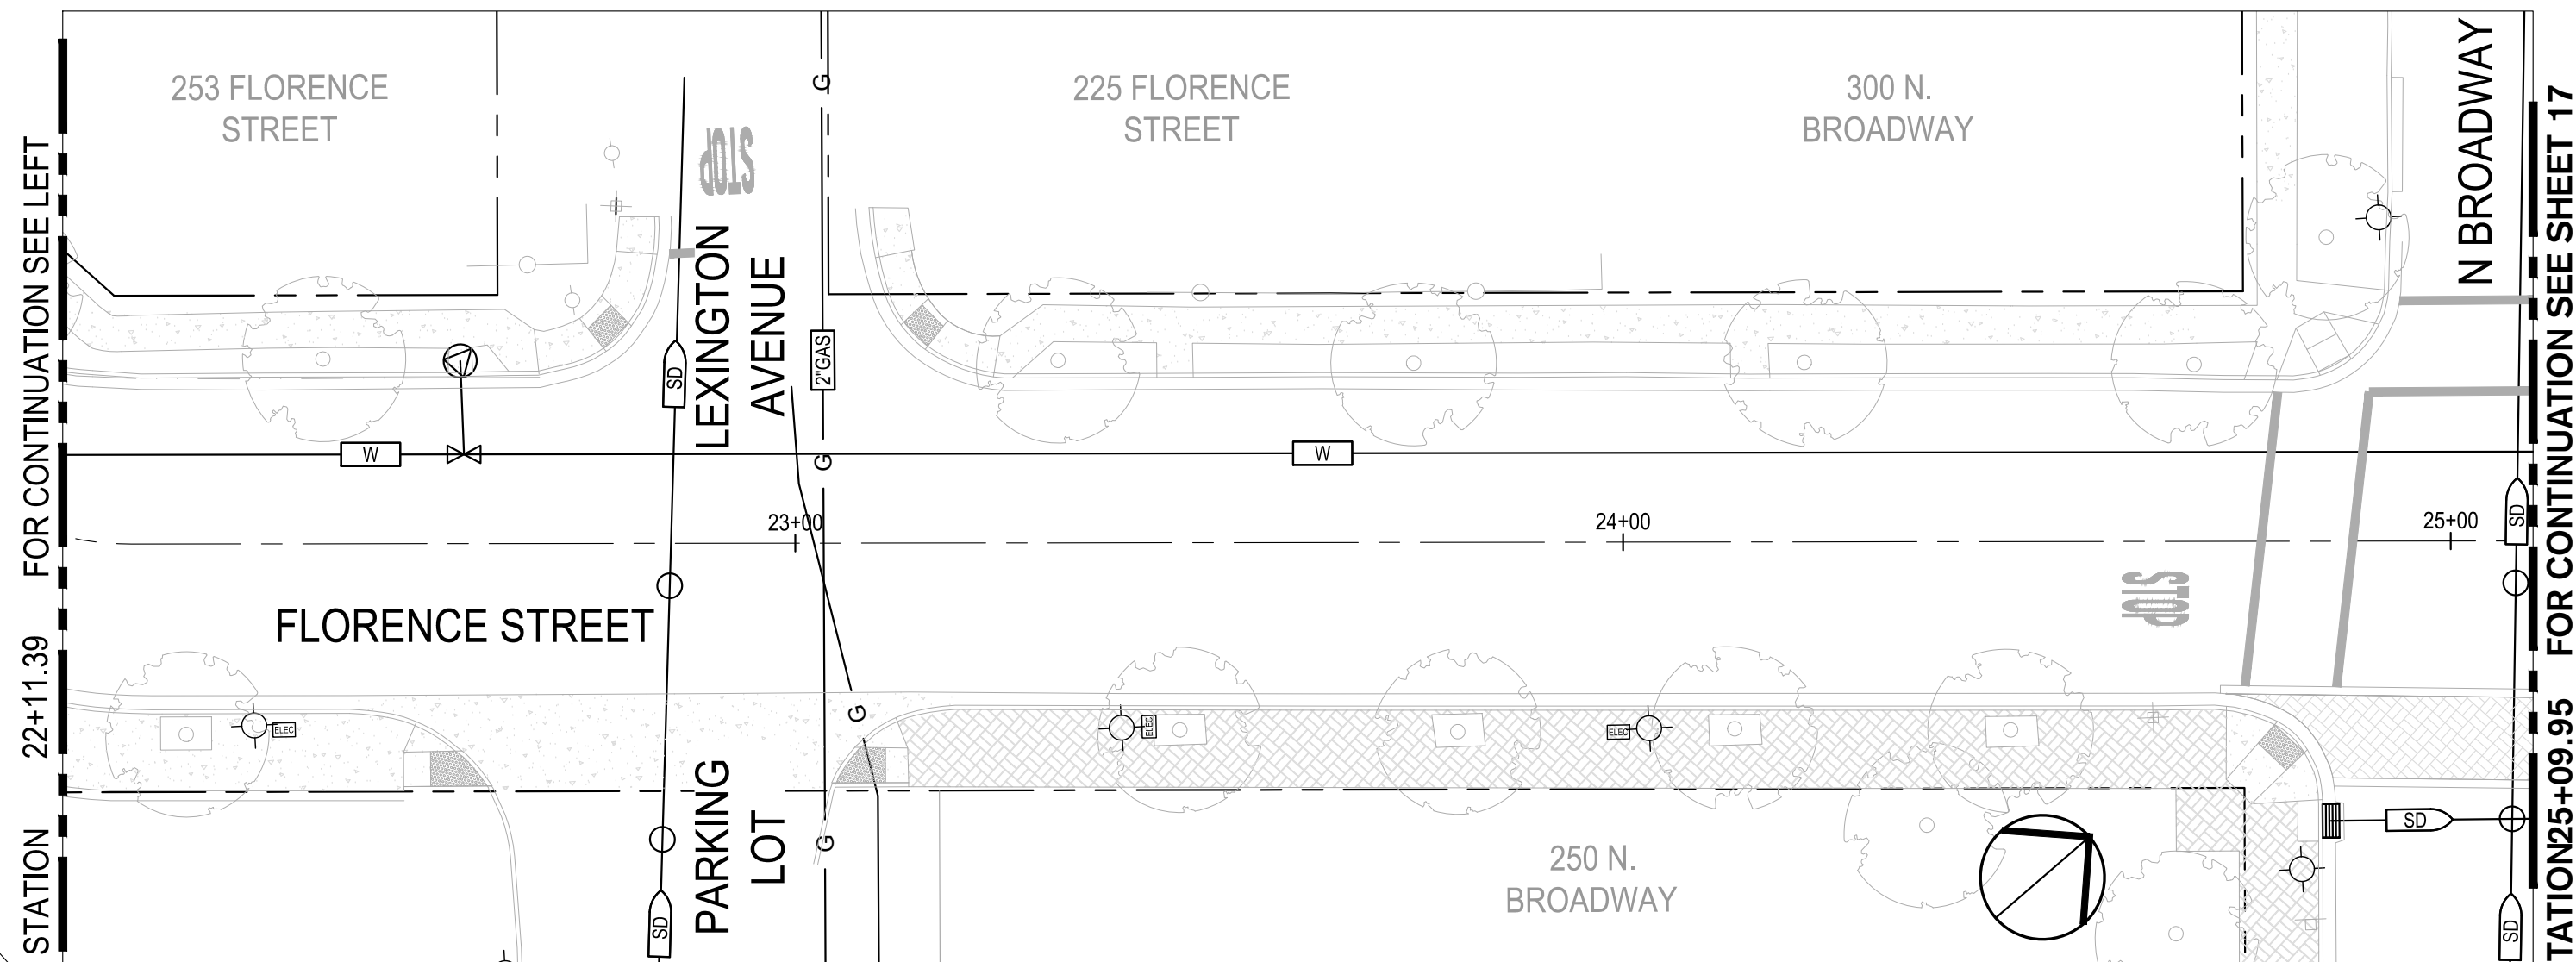 253 FLORENCE
STREET
225 FLORENCE
STREET
300 N.
BROADWAY
N BROADWAY
STOP
G
LEXINGTON
AVENUE
SD
2"GAS
W
W
G
23+00
24+00
25+00
SD
FLORENCE STREET
STOP
ELEC
ELEC
ELEC
G
PARKING
LOT
G
250 N.
BROADWAY
SD
SD
SD
STATION 22+11.39 FOR CONTINUATION SEE LEFT
TATION25+09.95 FOR CONTINUATION SEE SHEET 17